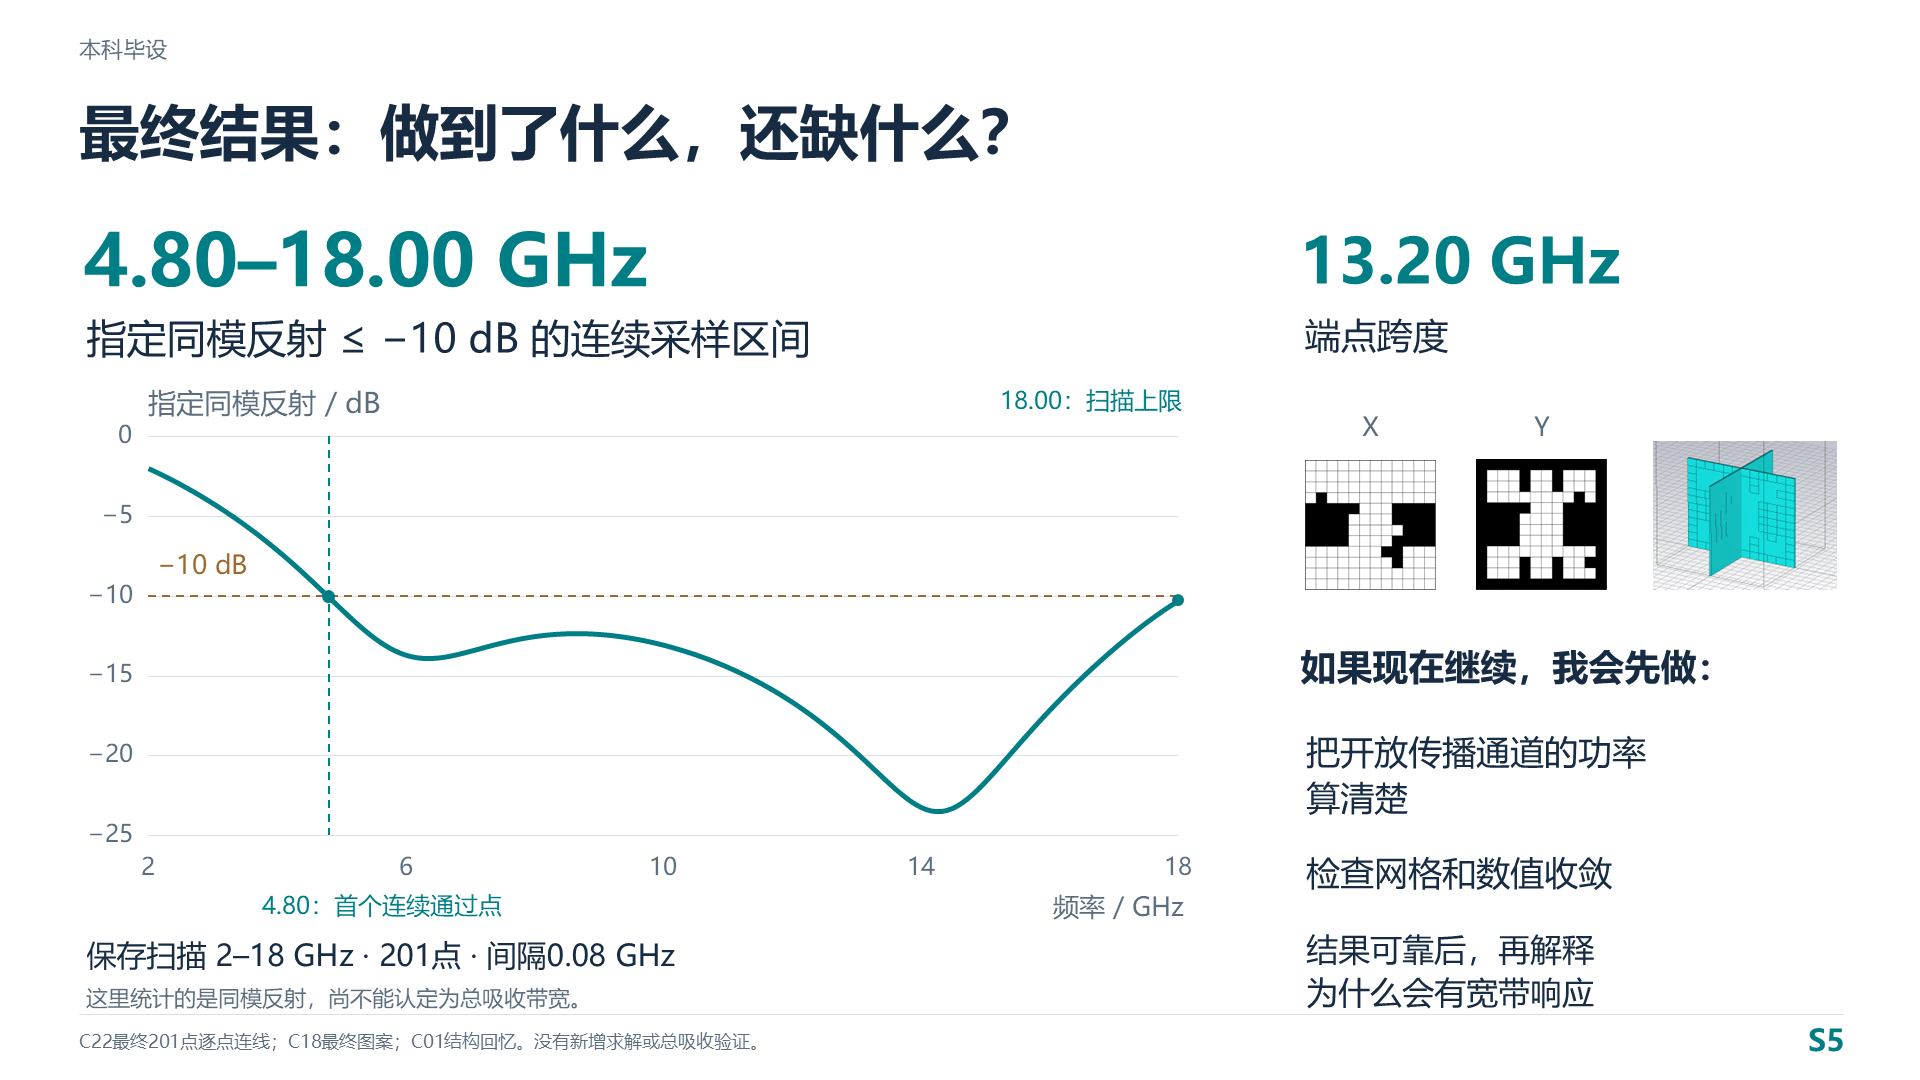 本科毕设
最终结果：做到了什么，还缺什么？
4.80–18.00 GHz
指定同模反射 ≤ −10 dB 的连续采样区间
13.20 GHz
端点跨度
指定同模反射 / dB
18.00：扫描上限
0
−5
−10 dB
−10
−15
−20
−25
2
6
10
14
18
4.80：首个连续通过点
频率 / GHz
保存扫描 2–18 GHz · 201点 · 间隔0.08 GHz
这里统计的是同模反射，尚不能认定为总吸收带宽。
X
Y
如果现在继续，我会先做：
把开放传播通道的功率
算清楚
检查网格和数值收敛
结果可靠后，再解释
为什么会有宽带响应
C22最终201点逐点连线；C18最终图案；C01结构回忆。没有新增求解或总吸收验证。
S5